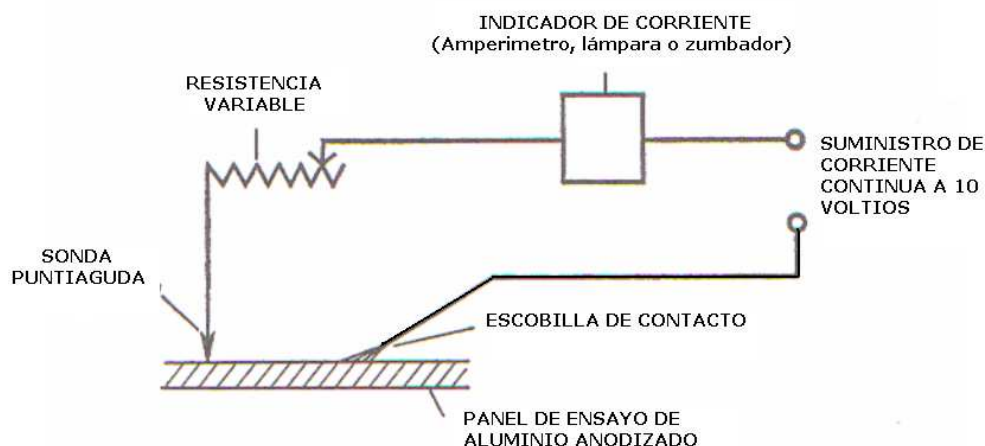 INDICADOR DE CORRIENTE
(Amperimetro, lámpara o zumbador)
RESISTENCIA
VARIABLE
SUMINISTRO DE
CORRIENTE
CONTINUA A 10
VOLTIOS
SONDA
PUNTIAGUDA
ESCOBILLA DE CONTACTO
PANEL DE ENSAYO DE
ALUMINIO ANODIZADO